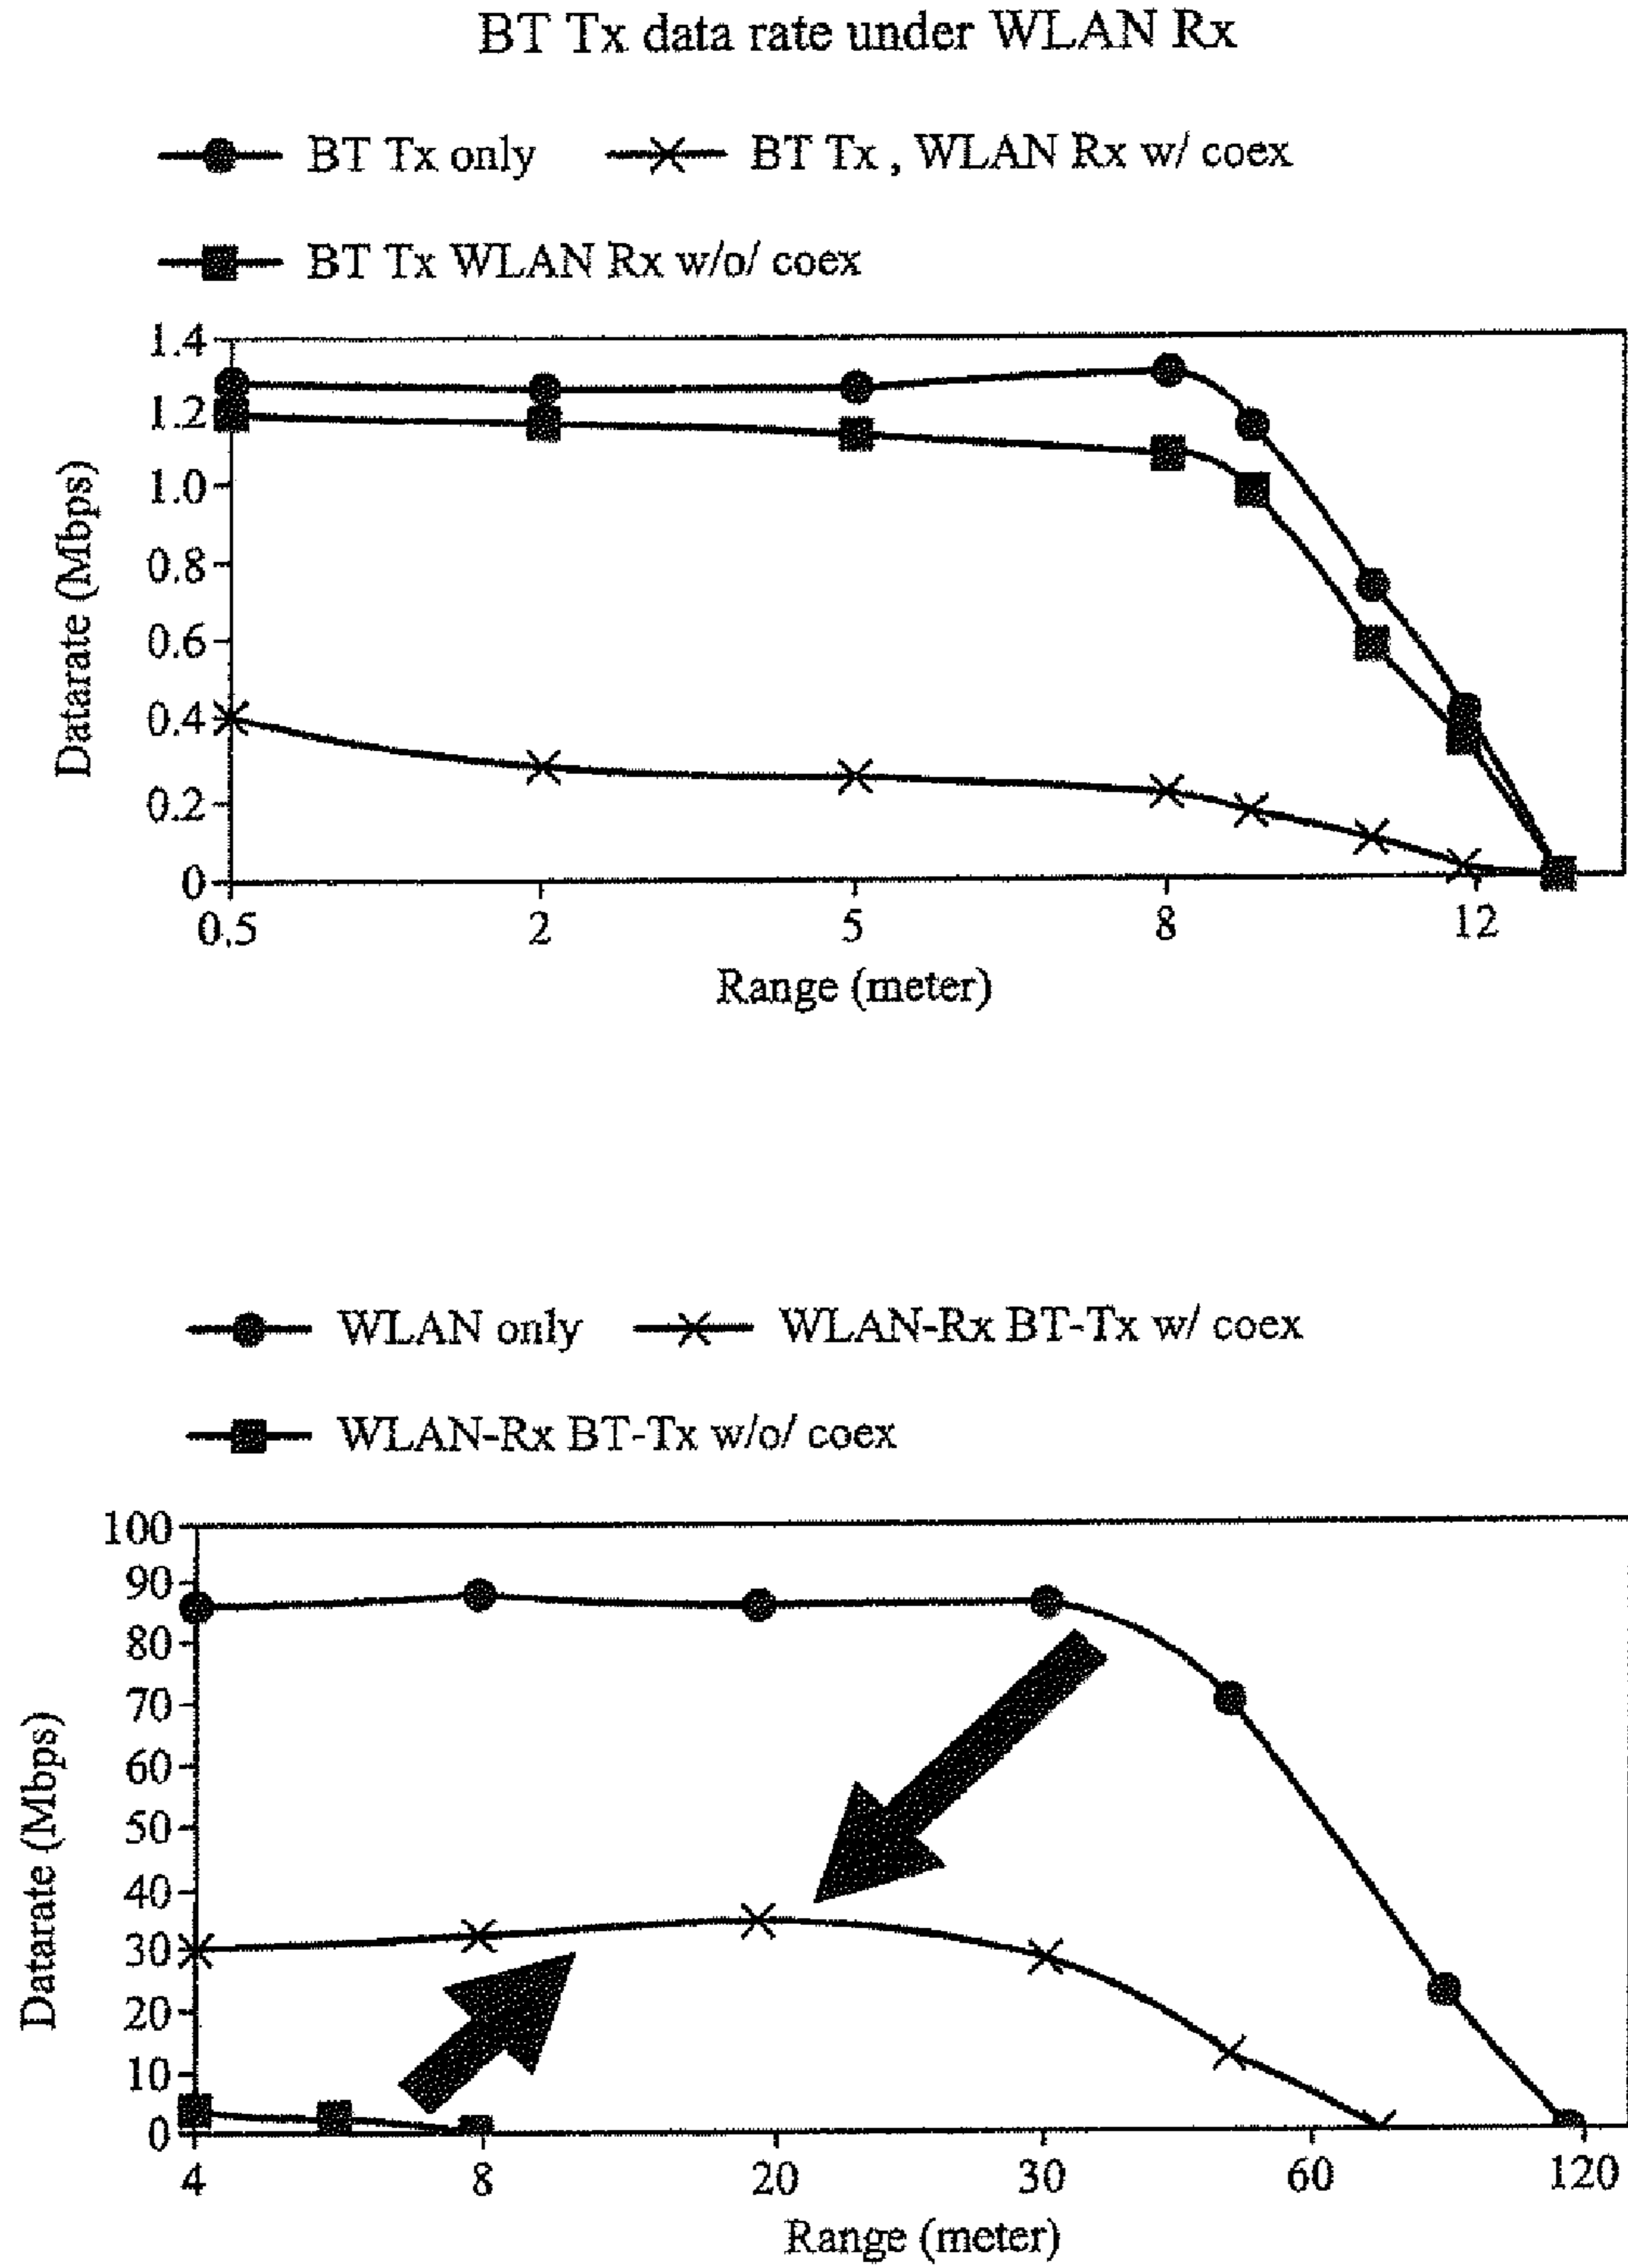 BT Tx data rate under WLAN Rx
BT Tx only
BT Tx , WLAN Rx w/ coex
BT Tx WLAN Rx w/o/ coex
1.4
1.2
1.0
0.8
0.6
0.4
0.2
0
Datarate (Mbps)
0.5 2 5 8 12
Range (meter)
WLAN only
WLAN-Rx BT-Tx w/ coex
WLAN-Rx BT-Tx w/o/ coex
100
90
80
70
60
50
40
30
20
10
0
Datarate (Mbps)
4 8 20 30 60 120
Range (meter)